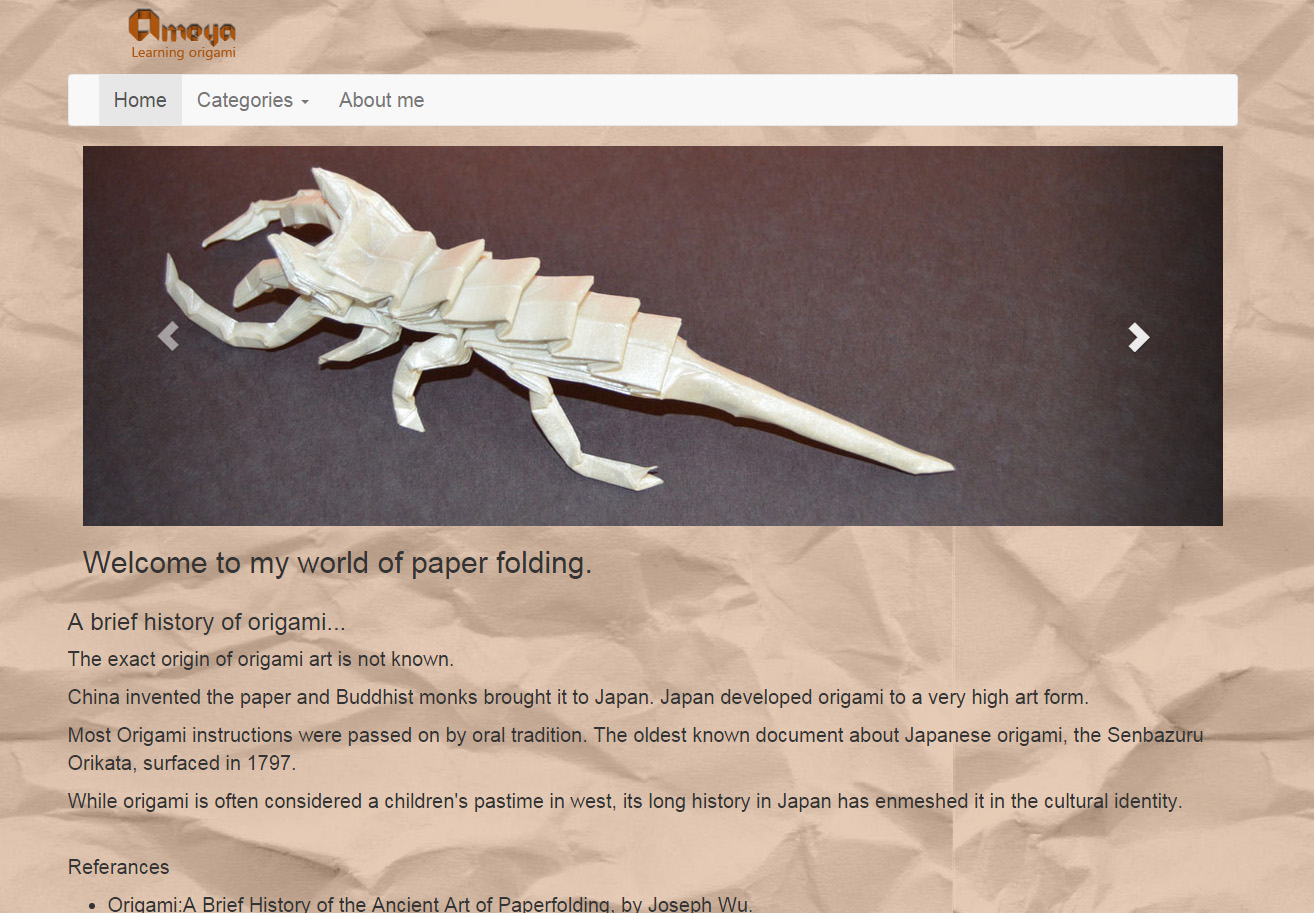 Ameya
Learning origami
Home
Categories
About me
Welcome to my world of paper folding.
A brief history of origami...
The exact origin of origami art is not known.
China invented the paper and Buddhist monks brought it to Japan. Japan developed origami to a very high art form.
Most Origami instructions were passed on by oral tradition. The oldest known document about Japanese origami, the Senbazuru
Orikata, surfaced in 1797.
While origami is often considered a children's pastime in west, its long history in Japan has enmeshed it in the cultural identity.
Referances
• Origami:A Brief History of the Ancient Art of Paperfolding, by Joseph Wu.